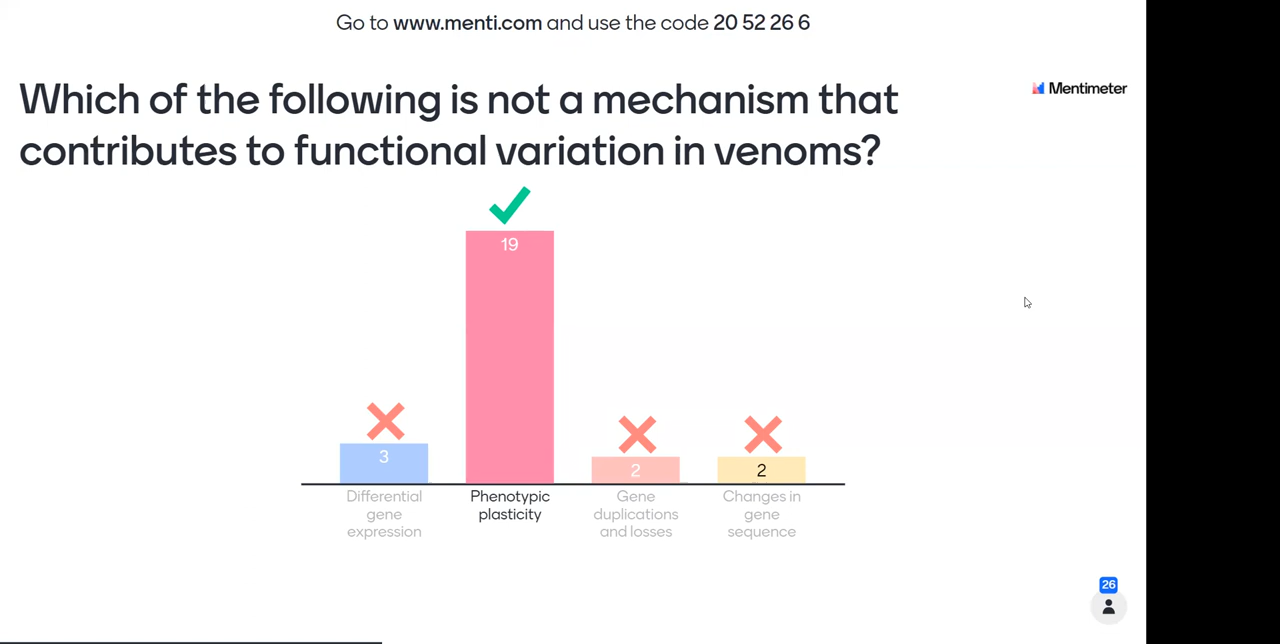 Go to www.menti.com and use the code 20 52 26 6
Mentimeter
Which of the following is not a mechanism that
contributes to functional variation in venoms?
19
3
2
2
Differential
gene
expression
Phenotypic
plasticity
Gene
duplications
and losses
Changes in
gene
sequence
26